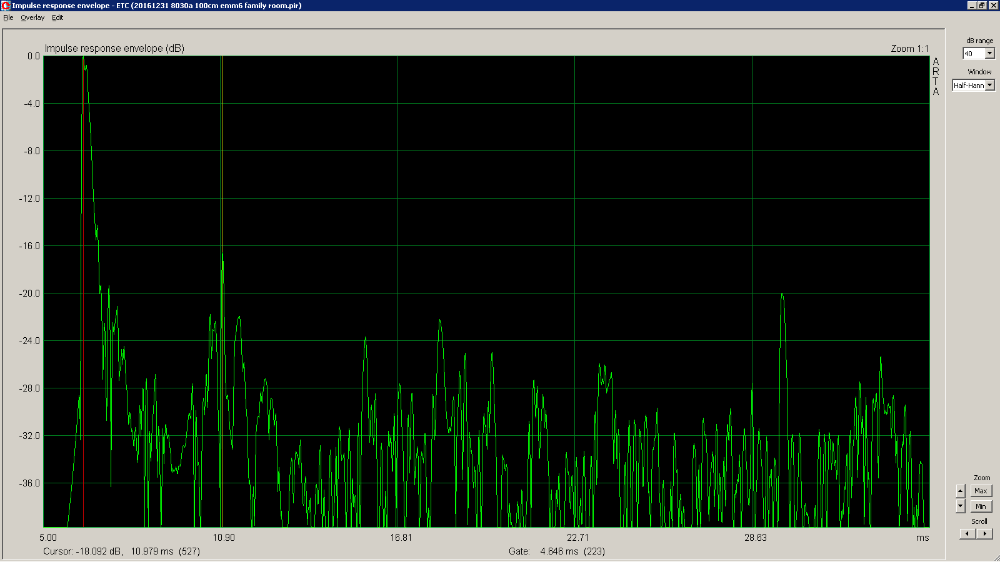 Impulse response envelope - ETC (20161231 8030a 100cm emm6 family room.pir)
File Overlay Edit
Impulse response envelope (dB)
Zoom 1:1
dB range
40
Window
Half-Hann
A
R
T
A
0.0
-4.0
-8.0
-12.0
-16.0
-20.0
-24.0
-28.0
-32.0
-36.0
5.00 10.90 16.81 22.71 28.63 ms
Cursor: -18.092 dB, 10.979 ms (527)
Gate: 4.646 ms (223)
Zoom
Max
Min
Scroll